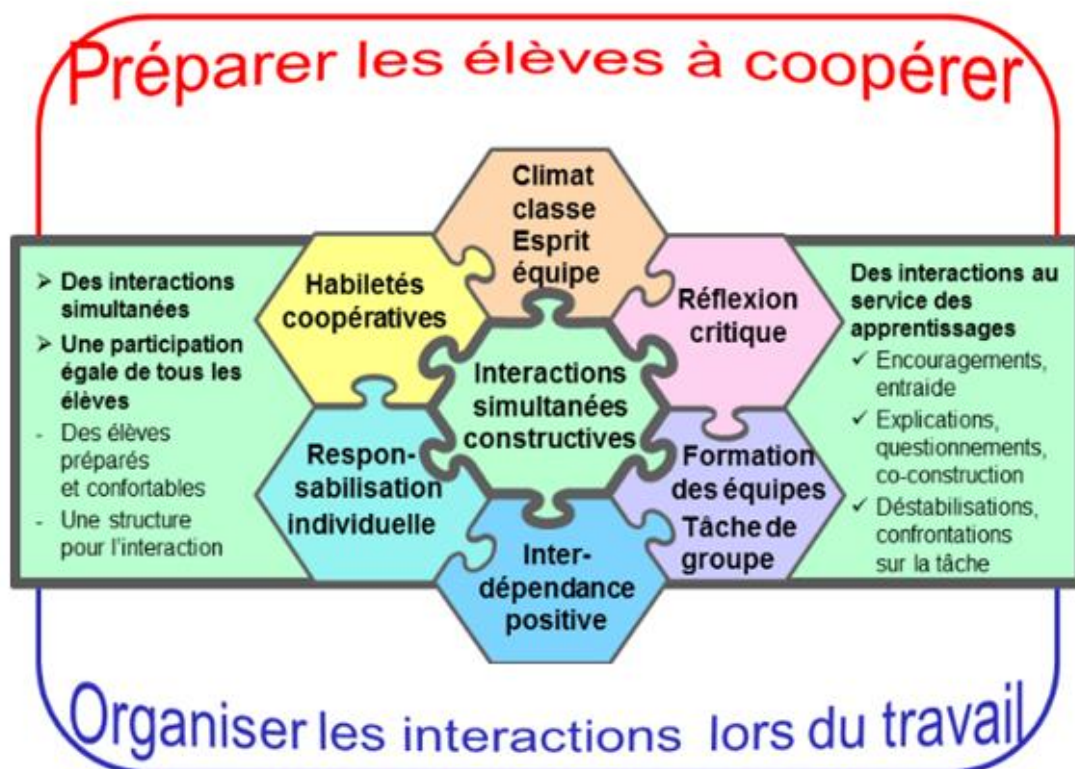 Préparer les élèves à coopérer
➢ Des interactions
simultanées
➢ Une participation
égale de tous les
élèves
- Des élèves
préparés
et confortables
- Une structure
pour l'interaction
Habiletés
coopératives
Climat
classe
Esprit
équipe
Réflexion
critique
Interactions
simultanées
constructives
Respon-
sabilisation
individuelle
Inter-
dépendance
positive
Formation
des équipes
Tâche de
groupe
Des interactions au
service des
apprentissages
✓ Encouragements,
entraide
✓ Explications,
questionnements,
co-construction
✓ Déstabilisations,
confrontations
sur la tâche
Organiser les interactions lors du travail